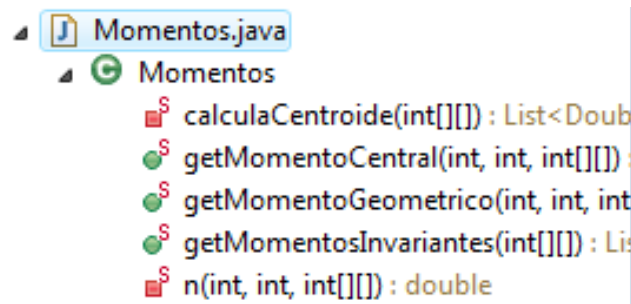 J Momentos.java
C Momentos
S calculaCentroide(int[][]) : List<Doub
S getMomentoCentral(int, int, int[][]) :
S getMomentoGeometrico(int, int, int
S getMomentosInvariantes(int[][]) : Lis
S n(int, int, int[][]) : double